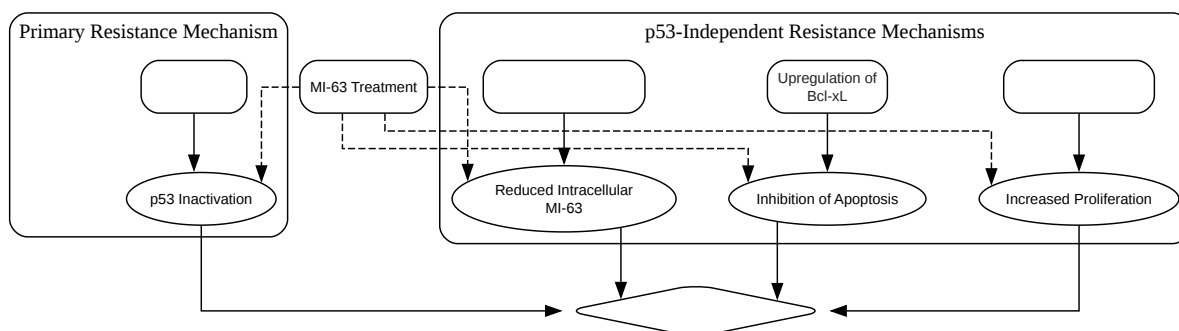 Primary Resistance Mechanism
p53-Independent Resistance Mechanisms
MI-63 Treatment
Upregulation of
Bcl-xL
p53 Inactivation
Reduced Intracellular
MI-63
Inhibition of Apoptosis
Increased Proliferation